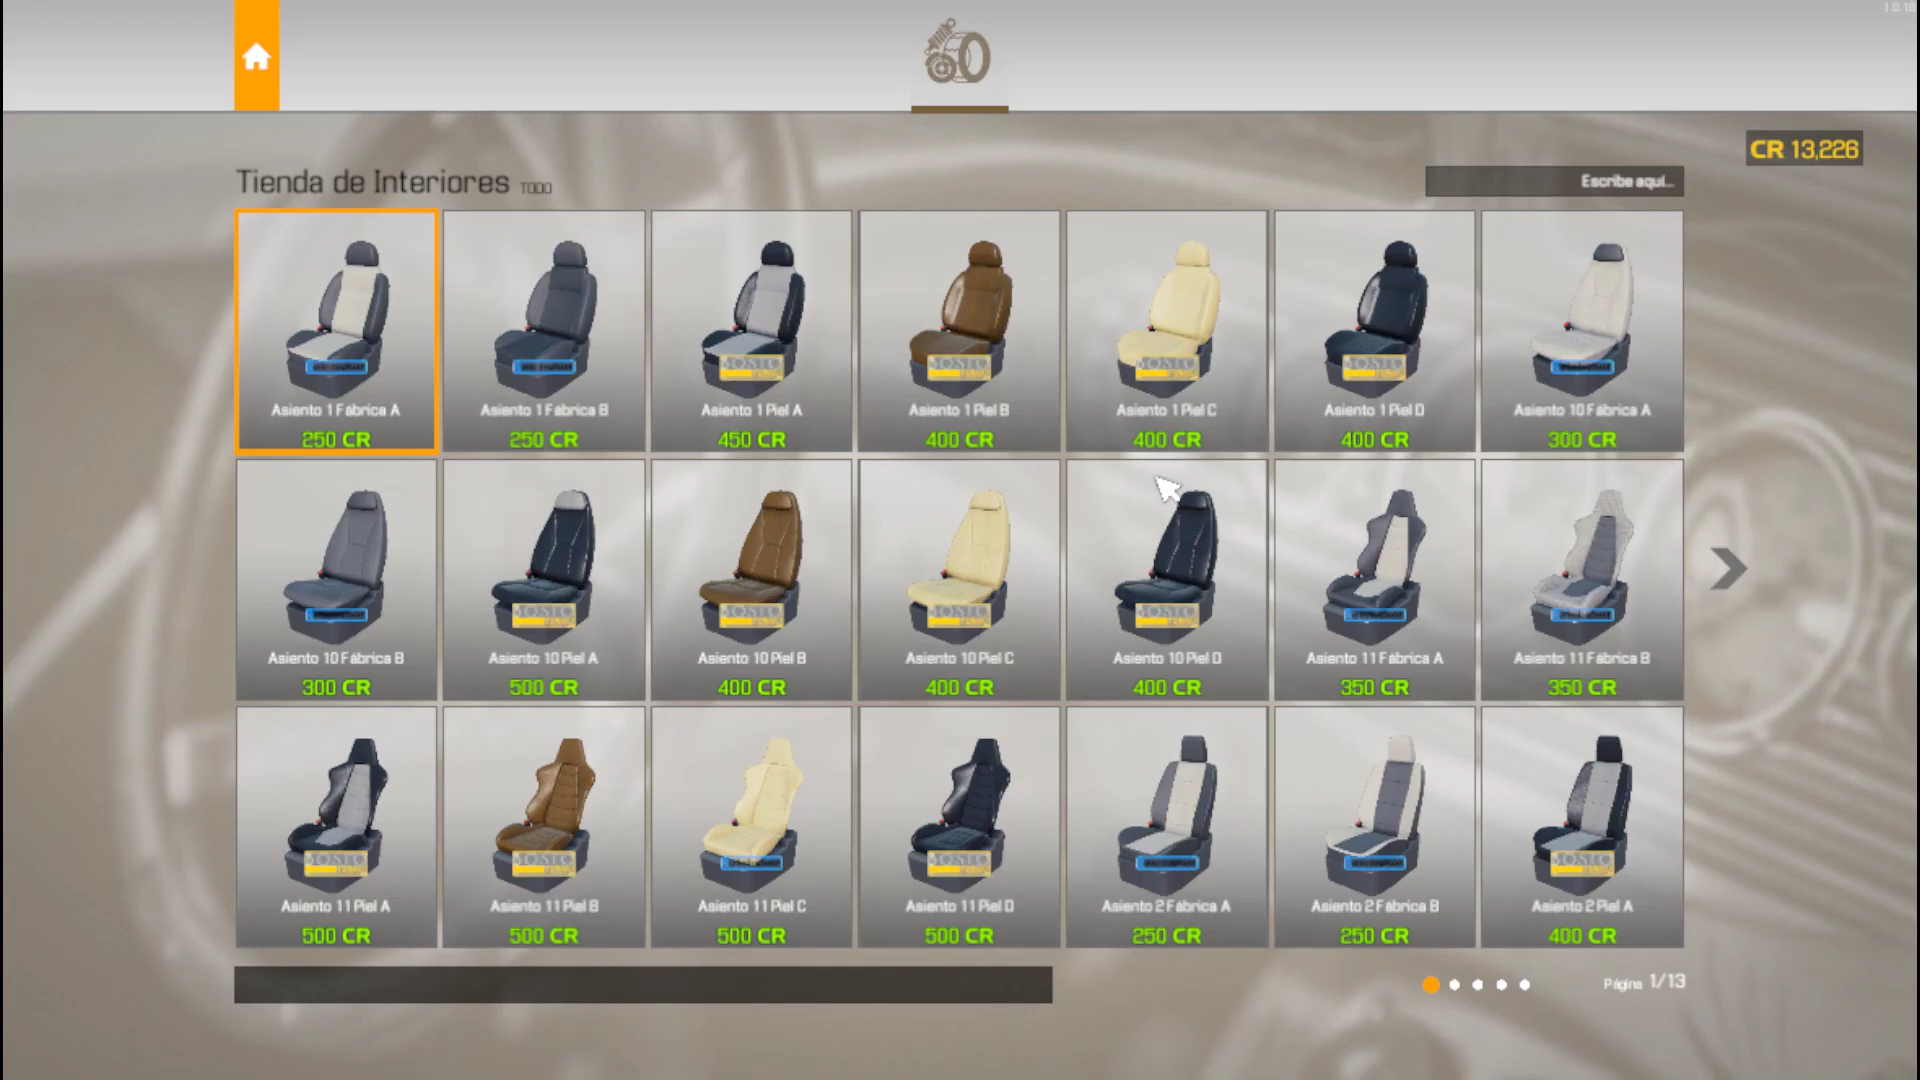 1.0.18
CR 13,226
Tienda de Interiores TODO
Escribe aquí...
Asiento 1 Fábrica A
250 CR
Asiento 1 Fábrica B
250 CR
Asiento 1 Piel A
450 CR
Asiento 1 Piel B
400 CR
Asiento 1 Piel C
400 CR
Asiento 1 Piel D
400 CR
Asiento 10 Fábrica A
300 CR
Asiento 10 Fábrica B
300 CR
Asiento 10 Piel A
500 CR
Asiento 10 Piel B
400 CR
Asiento 10 Piel C
400 CR
Asiento 10 Piel D
400 CR
Asiento 11 Fábrica A
350 CR
Asiento 11 Fábrica B
350 CR
Asiento 11 Piel A
500 CR
Asiento 11 Piel B
500 CR
Asiento 11 Piel C
500 CR
Asiento 11 Piel D
500 CR
Asiento 2 Fábrica A
250 CR
Asiento 2 Fábrica B
250 CR
Asiento 2 Piel A
400 CR
Página 1/13